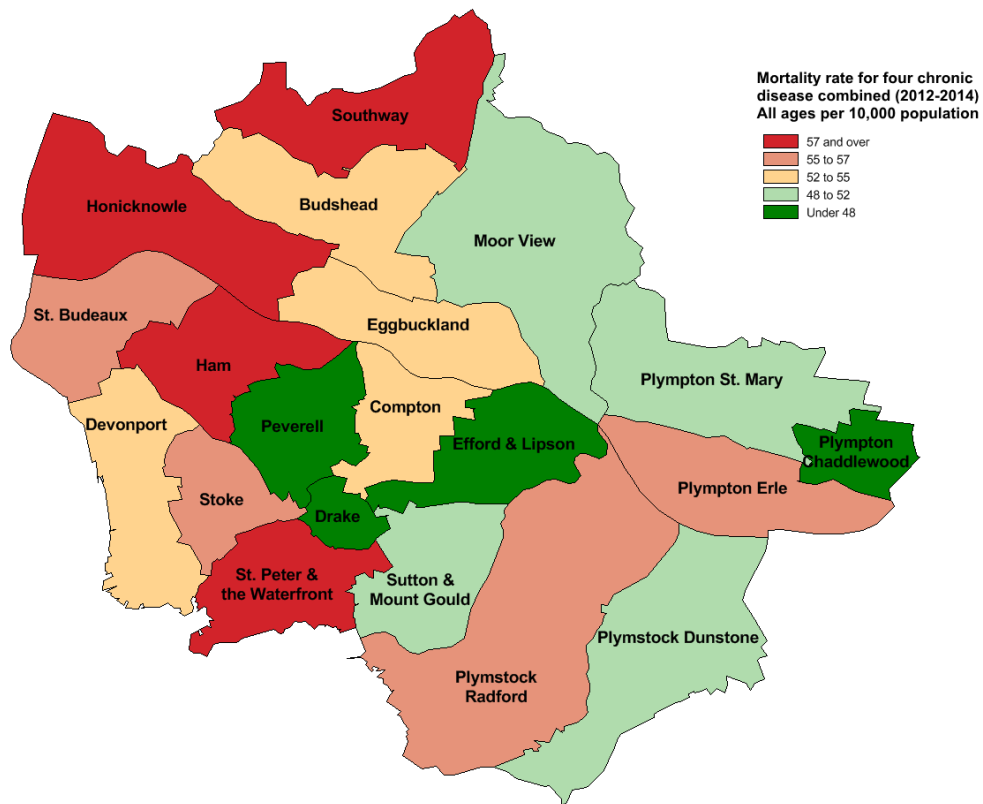 Mortality rate for four chronic
disease combined (2012-2014)
All ages per 10,000 population
57 and over
55 to 57
52 to 55
48 to 52
Under 48
Southway
Honicknowle
Budshead
Moor View
St. Budeaux
Eggbuckland
Ham
Plympton St. Mary
Devonport
Peverell
Compton
Efford & Lipson
Plympton
Chaddlewood
Stoke
Plympton Erle
Drake
St. Peter &
the Waterfront
Sutton &
Mount Gould
Plymstock Dunstone
Plymstock
Radford